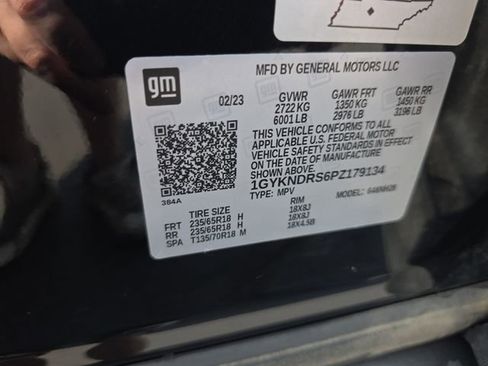 gm
MFD BY GENERAL MOTORS LLC
02/23 GVWR GAWR FRT GAWR RR
2722 KG 1350 KG 1450 KG
6001 LB 2976 LB 3196 LB
THIS VEHICLE CONFORMS TO ALL
APPLICABLE U.S. FEDERAL MOTOR
VEHICLE SAFETY STANDARDS IN EFFECT
ON THE DATE OF MANUFACTURE
1GYKNDRS6PZ179134
TYPE: MPV MODEL:
384A
TIRE SIZE RIM
FRT 235/65R18 H 18X8J
RR 235/65R18 H 18X8J
SPA T135/70R18 M 18X4.5B